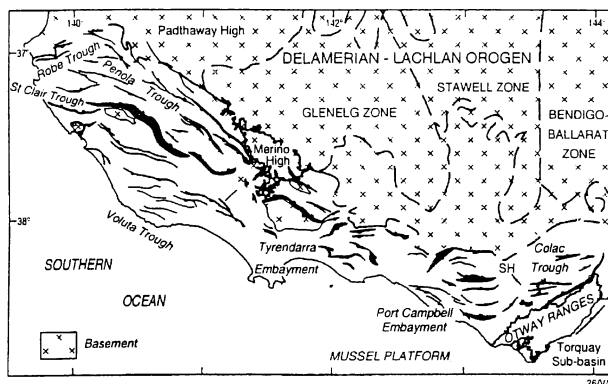 140°
142°
144°
37°
38°
Padthaway High
Robe Trough
Penola Trough
St Clair Trough
DELAMERIAN - LACHLAN OROGEN
STAWELL ZONE
GLENELG ZONE
BENDIGO-
BALLARAT
ZONE
Merino
High
Voluta Trough
SOUTHERN
OCEAN
Tyrendarra
Embayment
SH
Colac
Trough
Port Campbell
Embayment
OTWAY RANGES
Torquay
Sub-basin
MUSSEL PLATFORM
Basement